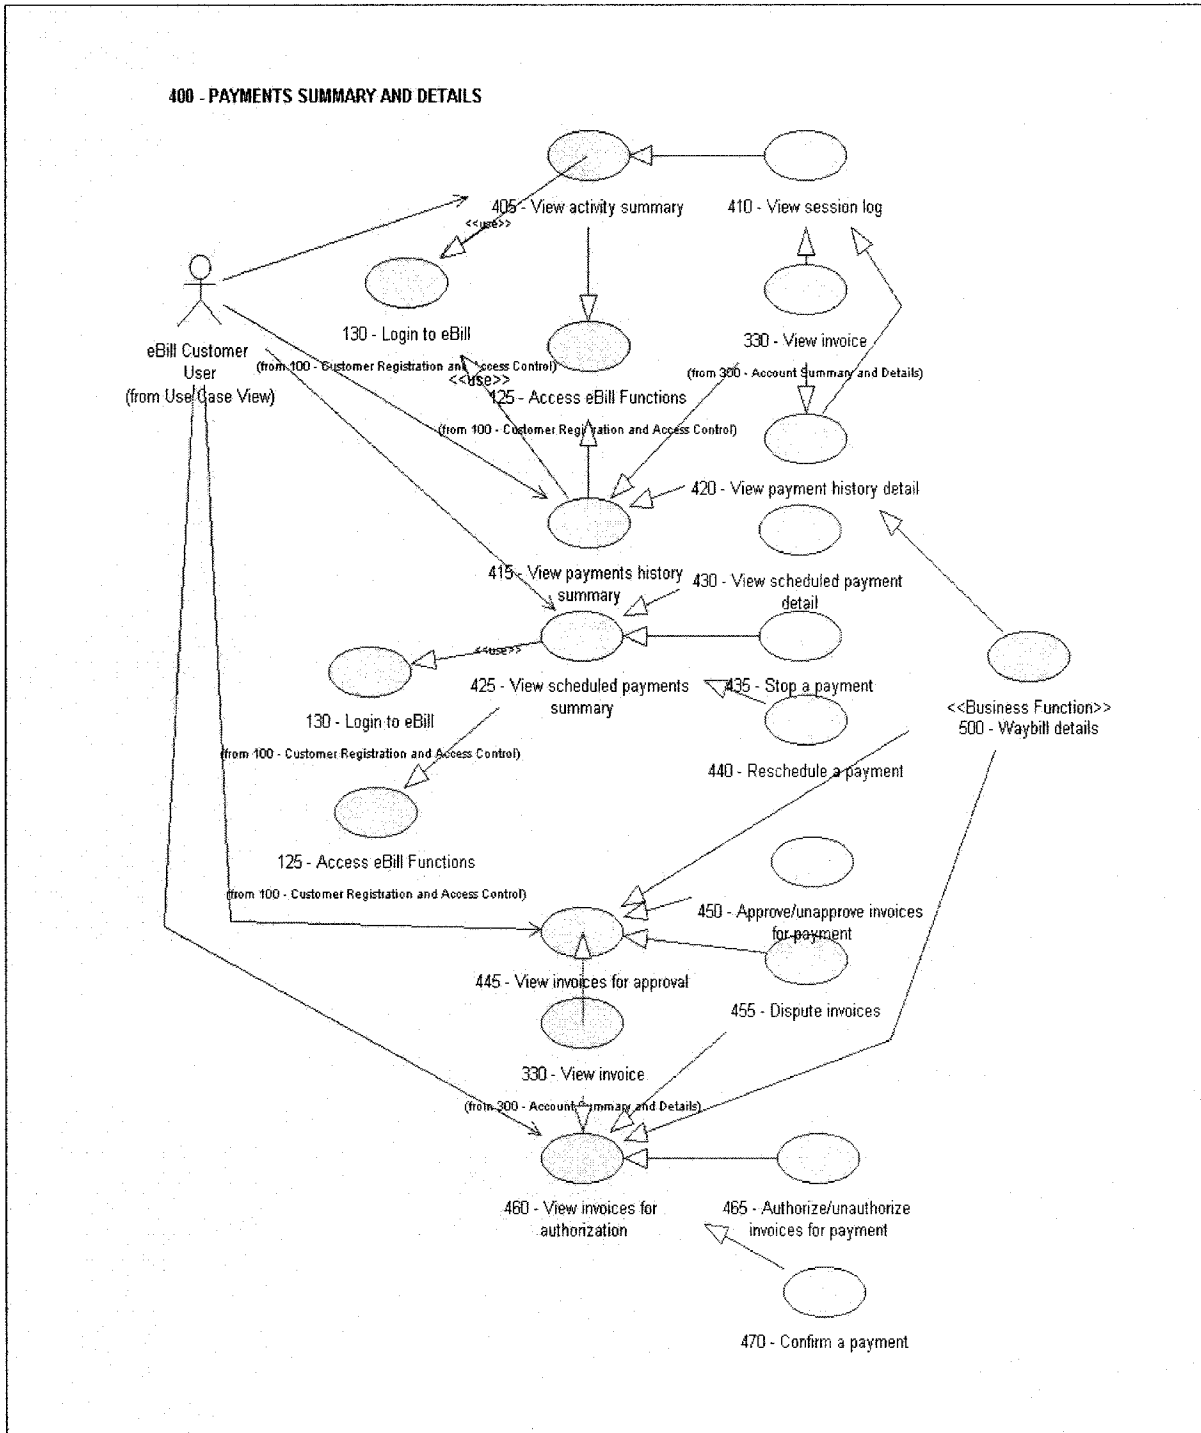 400 - PAYMENTS SUMMARY AND DETAILS
405 - View activity summary
410 - View session log
<<use>>
130 - Login to eBill
(from 100 - Customer Registration and Access Control)
eBill Customer
User
(from Use Case View)
330 - View invoice
(from 300 - Account Summary and Details)
<<use>>
125 - Access eBill Functions
(from 100 - Customer Registration and Access Control)
420 - View payment history detail
415 - View payments history
summary
430 - View scheduled payment
detail
<<use>>
425 - View scheduled payments
summary
435 - Stop a payment
130 - Login to eBill
(from 100 - Customer Registration and Access Control)
<<Business Function>>
500 - Waybill details
440 - Reschedule a payment
125 - Access eBill Functions
(from 100 - Customer Registration and Access Control)
450 - Approve/unapprove invoices
for payment
445 - View invoices for approval
455 - Dispute invoices
330 - View invoice
(from 300 - Account Summary and Details)
460 - View invoices for
authorization
465 - Authorize/unauthorize
invoices for payment
470 - Confirm a payment